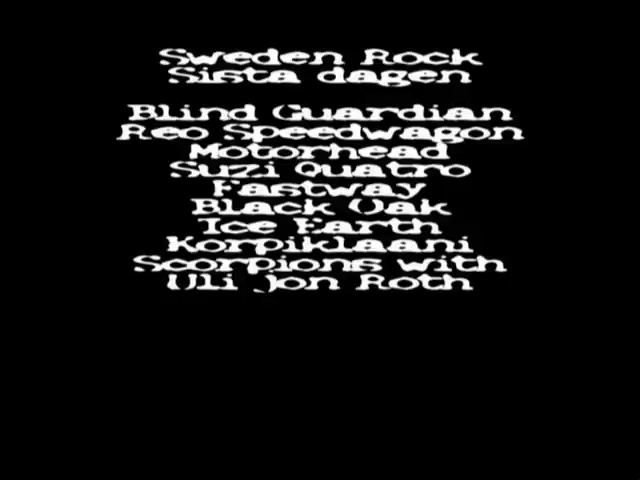 Sweden Rock
Sista dagen
Blind Guardian
Reo Speedwagon
Motorhead
Suzi Quatro
Fastway
Black Oak
Ice Earth
Korpiklaani
Scorpions with
Uli Jon Roth